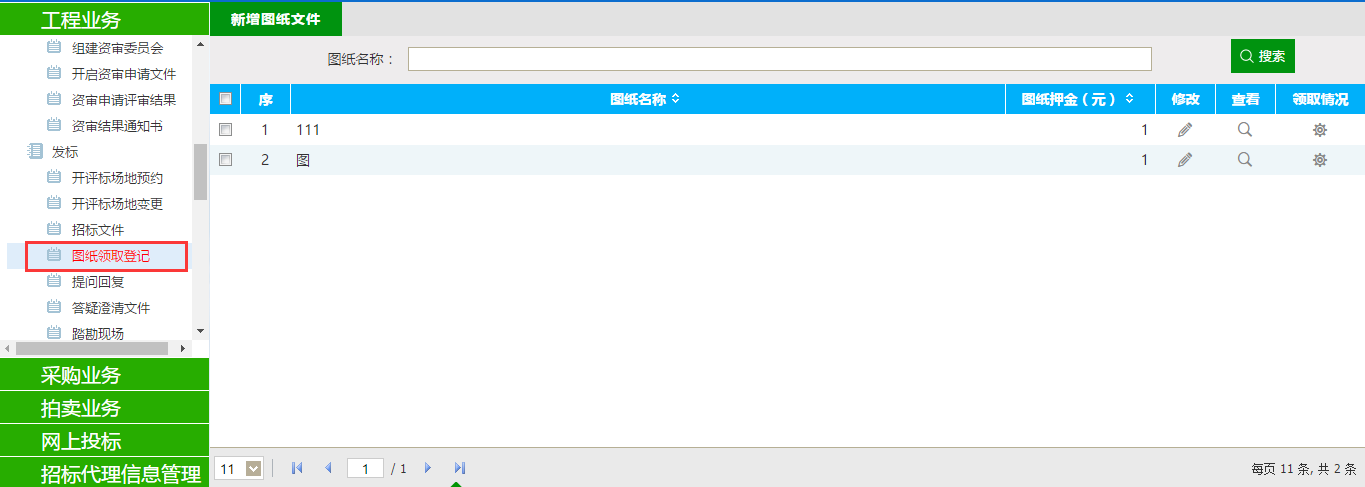 工程业务
组建资审委员会
开启资审申请文件
资审申请评审结果
资审结果通知书
发标
开评标场地预约
开评标场地变更
招标文件
图纸领取登记
提问回复
答疑澄清文件
踏勘现场
采购业务
拍卖业务
网上投标
招标代理信息管理
新增图纸文件
图纸名称： 搜索
序 图纸名称 图纸押金（元） 修改 查看 领取情况
1 111 1
2 图 1
11 1 / 1 每页 11 条, 共 2 条